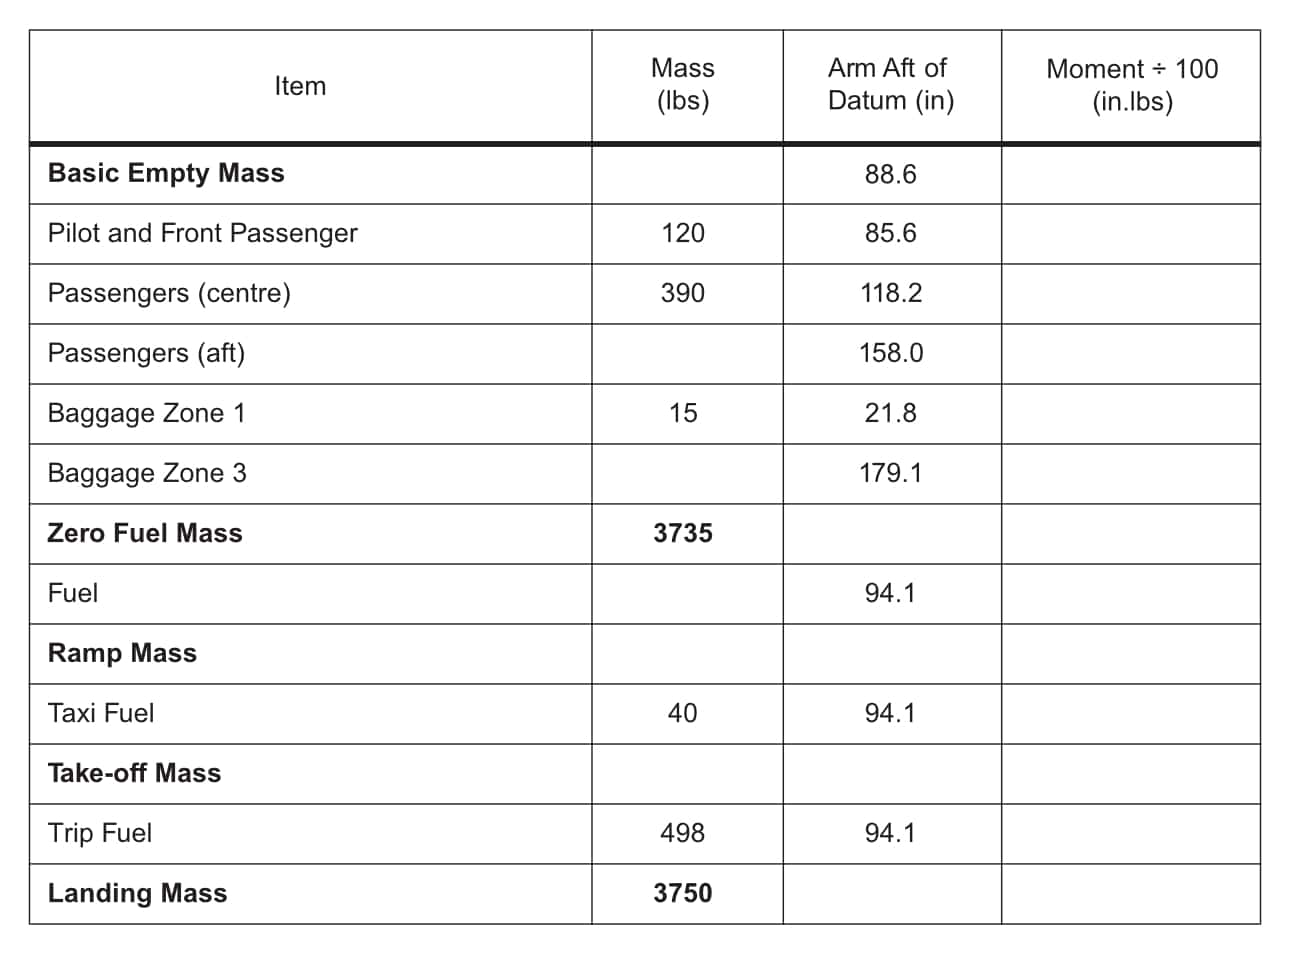 Item Mass (lbs) Arm Aft of Datum (in) Moment ÷ 100 (in.lbs)
Basic Empty Mass 88.6
Pilot and Front Passenger 120 85.6
Passengers (centre) 390 118.2
Passengers (aft) 158.0
Baggage Zone 1 15 21.8
Baggage Zone 3 179.1
Zero Fuel Mass 3735
Fuel 94.1
Ramp Mass
Taxi Fuel 40 94.1
Take-off Mass
Trip Fuel 498 94.1
Landing Mass 3750